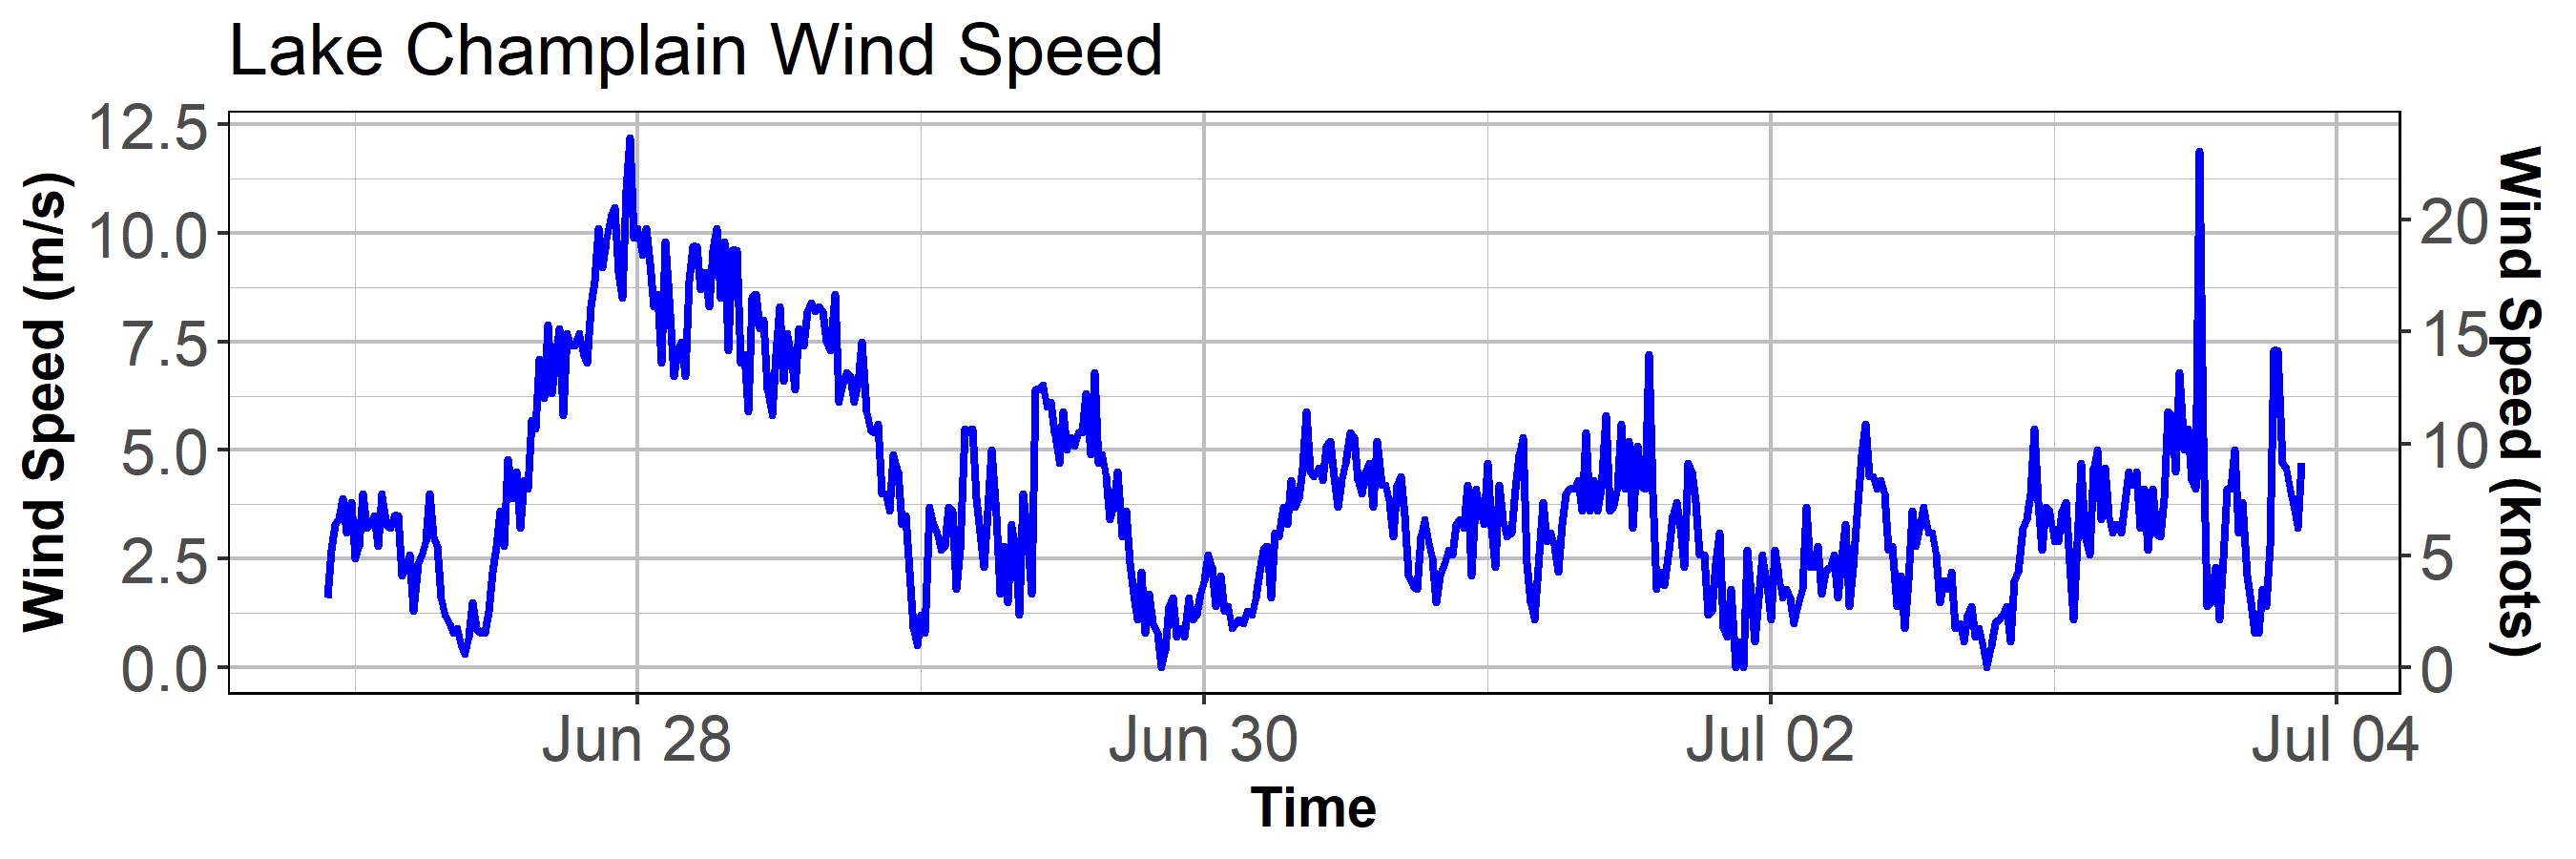 Lake Champlain Wind Speed
12.5
10.0
7.5
5.0
2.5
0.0
Wind Speed (m/s)
20
15
10
5
0
Wind Speed (knots)
Jun 28
Jun 30
Jul 02
Jul 04
Time